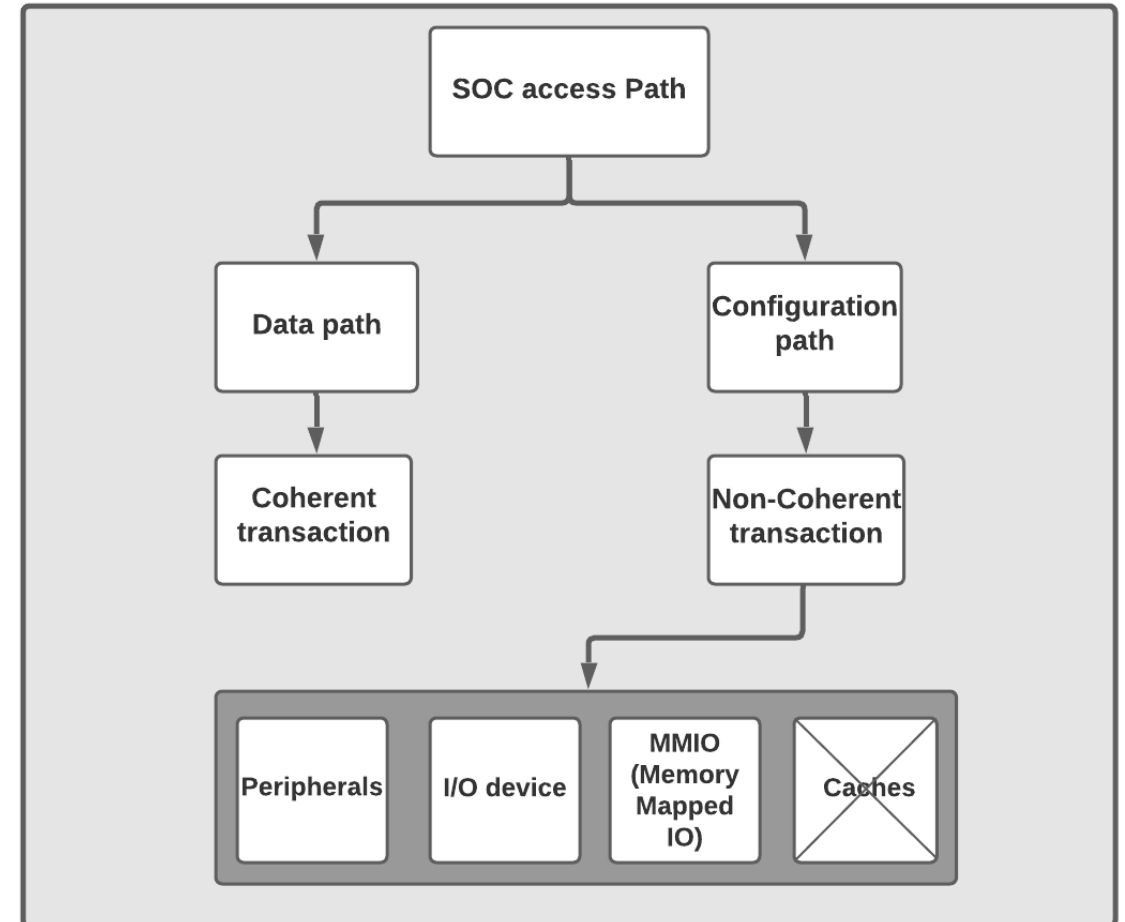 SOC access Path
Data path
Configuration
path
Coherent
transaction
Non-Coherent
transaction
Peripherals
I/O device
MMIO
(Memory
Mapped
IO)
Caches